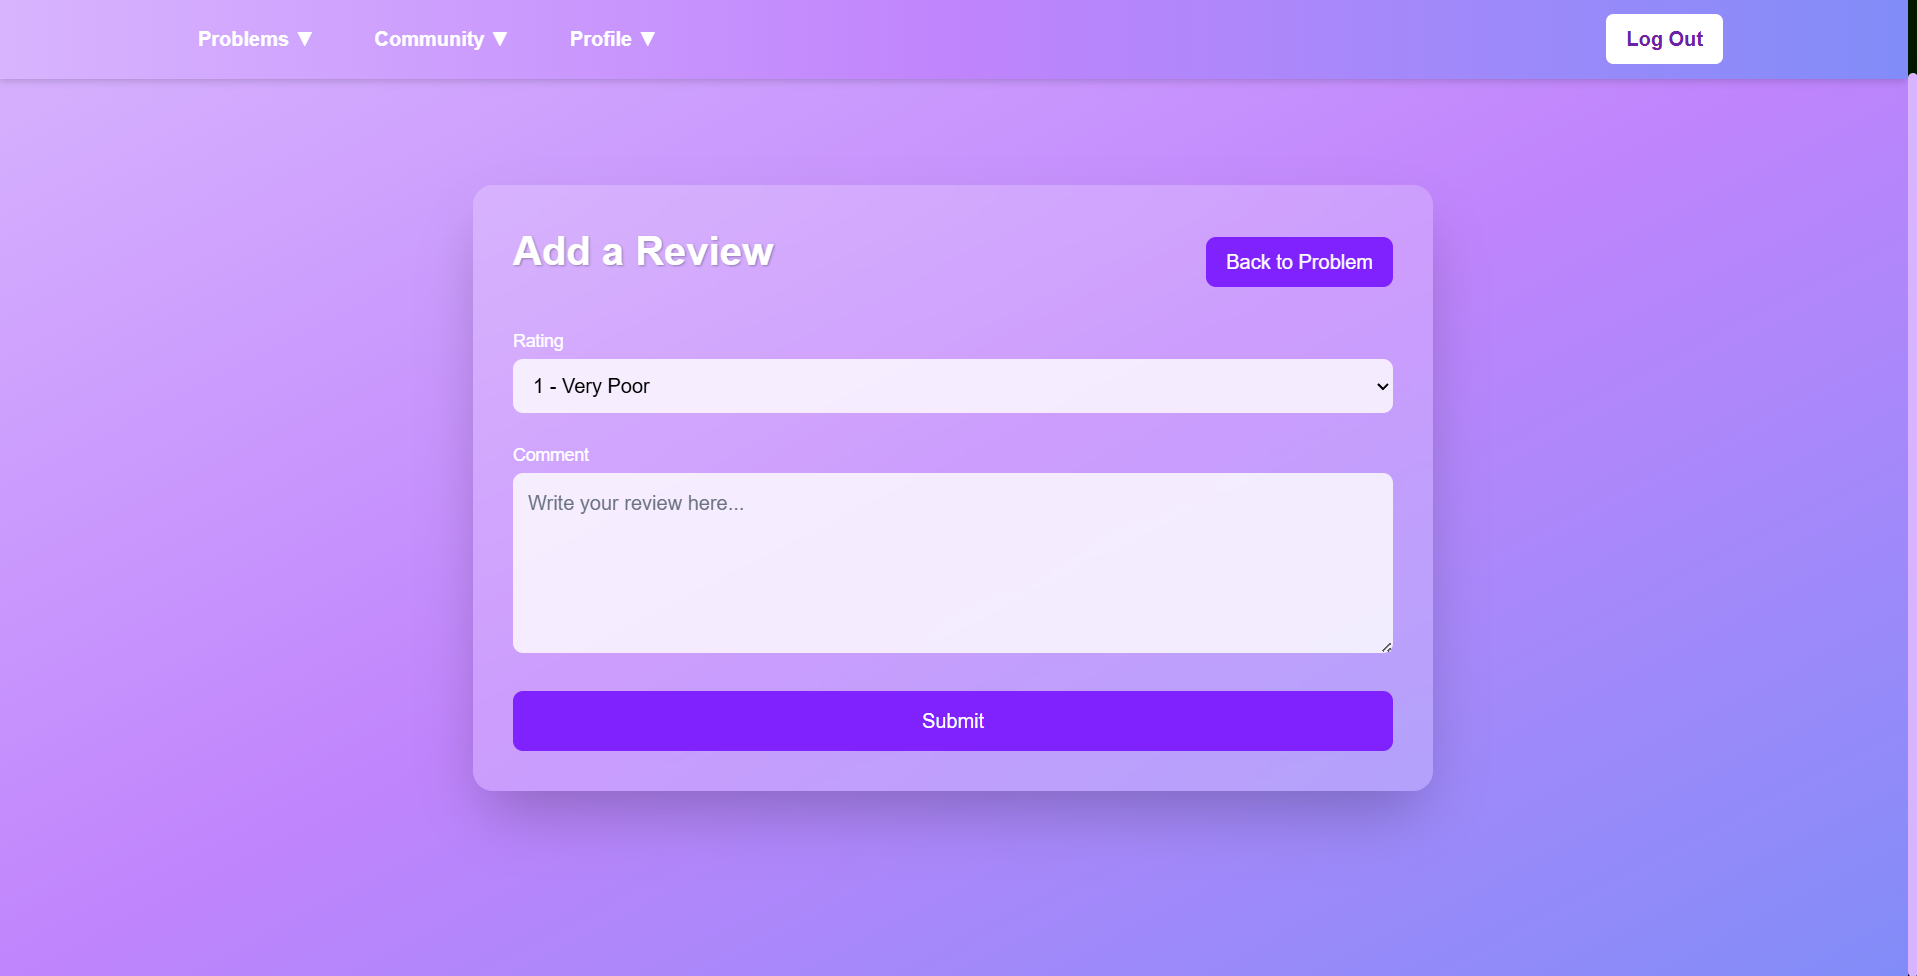 Problems ▼ Community ▼ Profile ▼ Log Out
Add a Review
Back to Problem
Rating
1 - Very Poor
Comment
Write your review here...
Submit